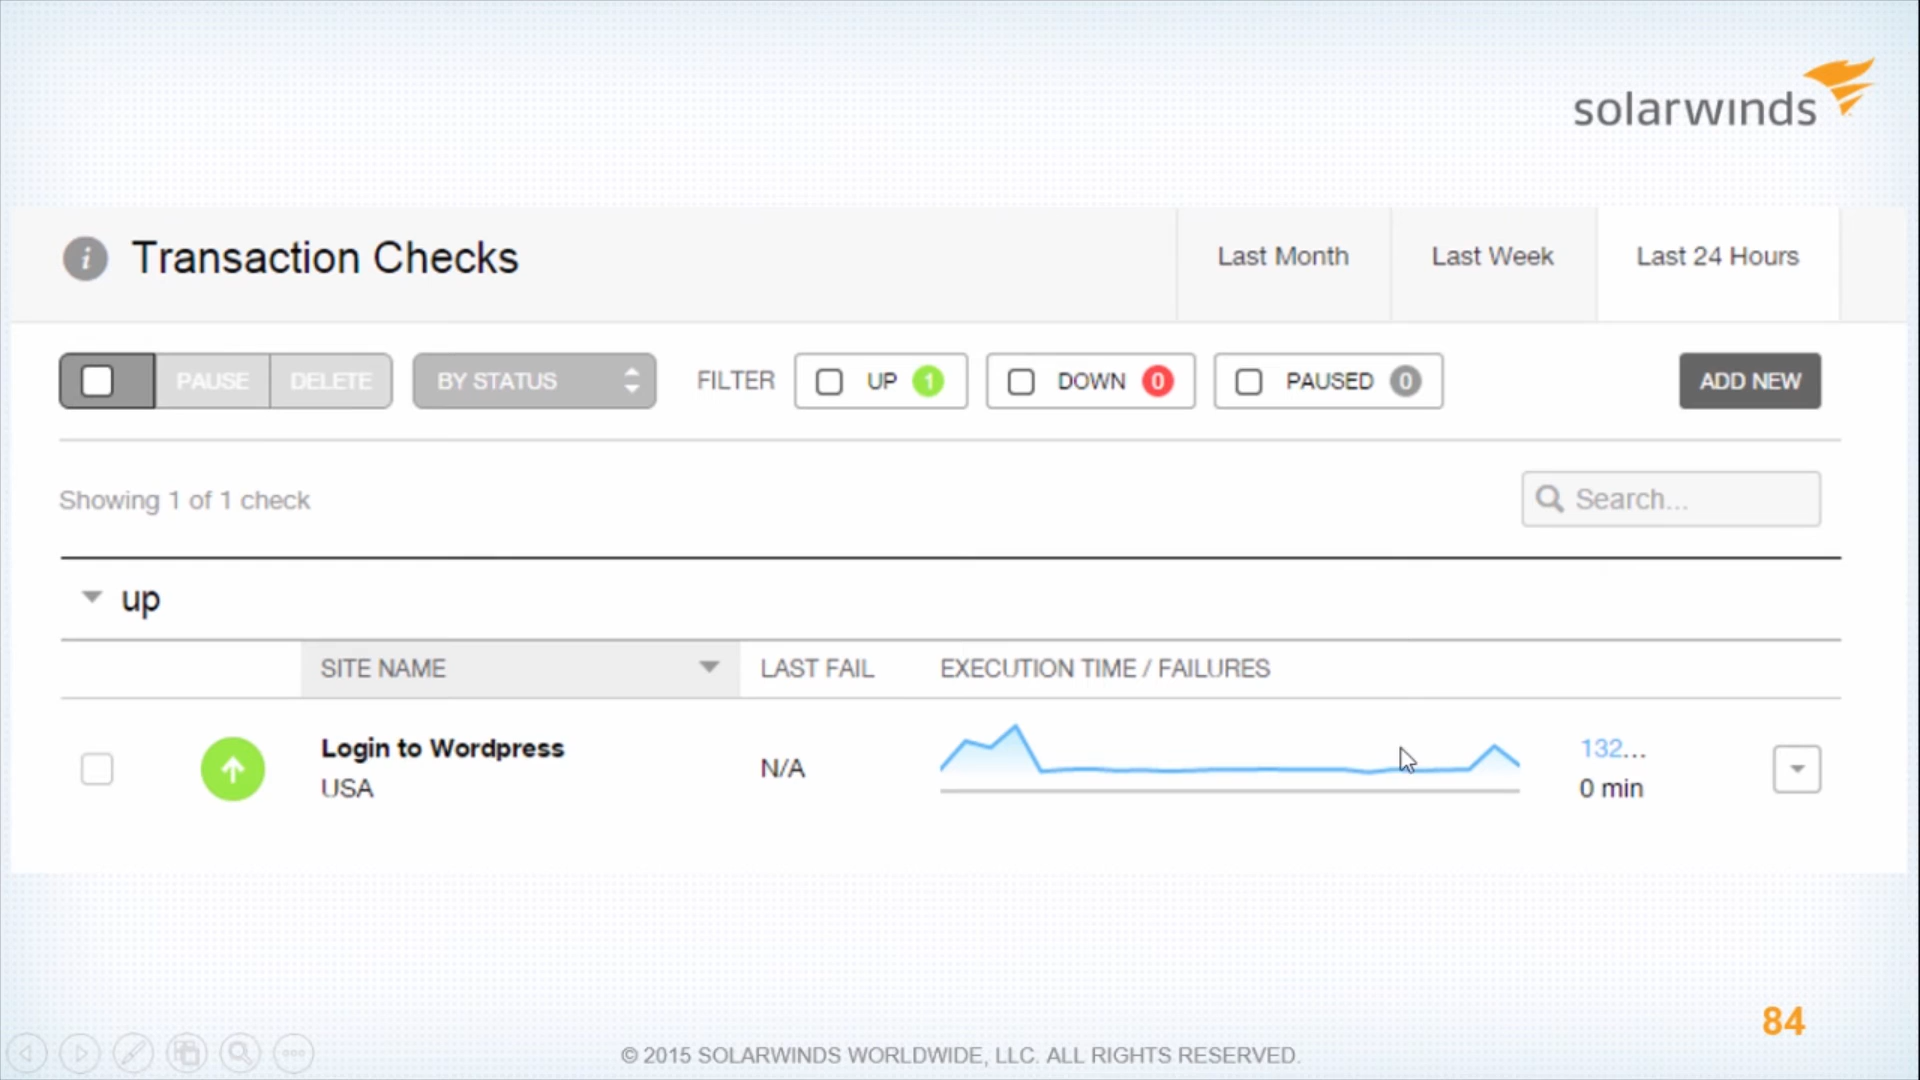 solarwinds
i Transaction Checks
Last Month
Last Week
Last 24 Hours
PAUSE
DELETE
BY STATUS
FILTER
UP 1
DOWN 0
PAUSED 0
ADD NEW
Showing 1 of 1 check
Search...
up
SITE NAME
LAST FAIL
EXECUTION TIME / FAILURES
Login to Wordpress
USA
N/A
132...
0 min
84
© 2015 SOLARWINDS WORLDWIDE, LLC. ALL RIGHTS RESERVED.